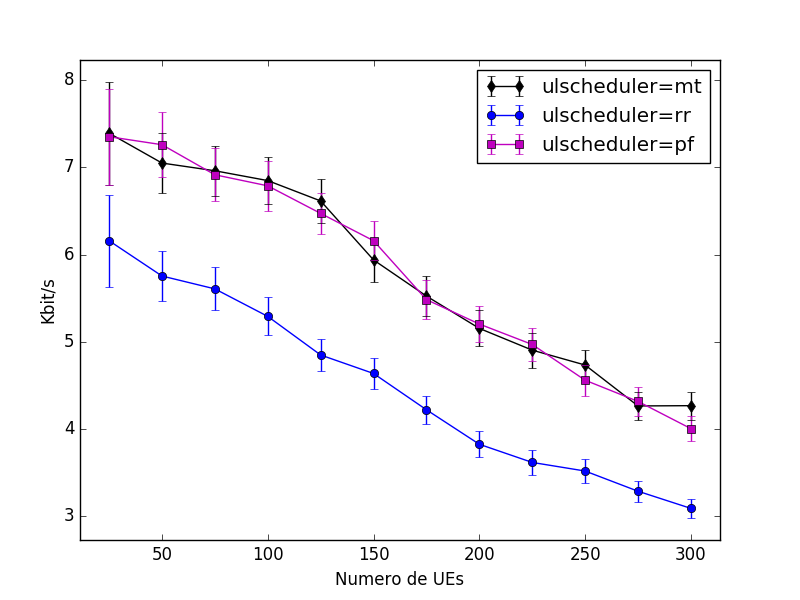 ulscheduler=mt
ulscheduler=rr
ulscheduler=pf
8
7
6
5
4
3
Kbit/s
50 100 150 200 250 300
Numero de UEs